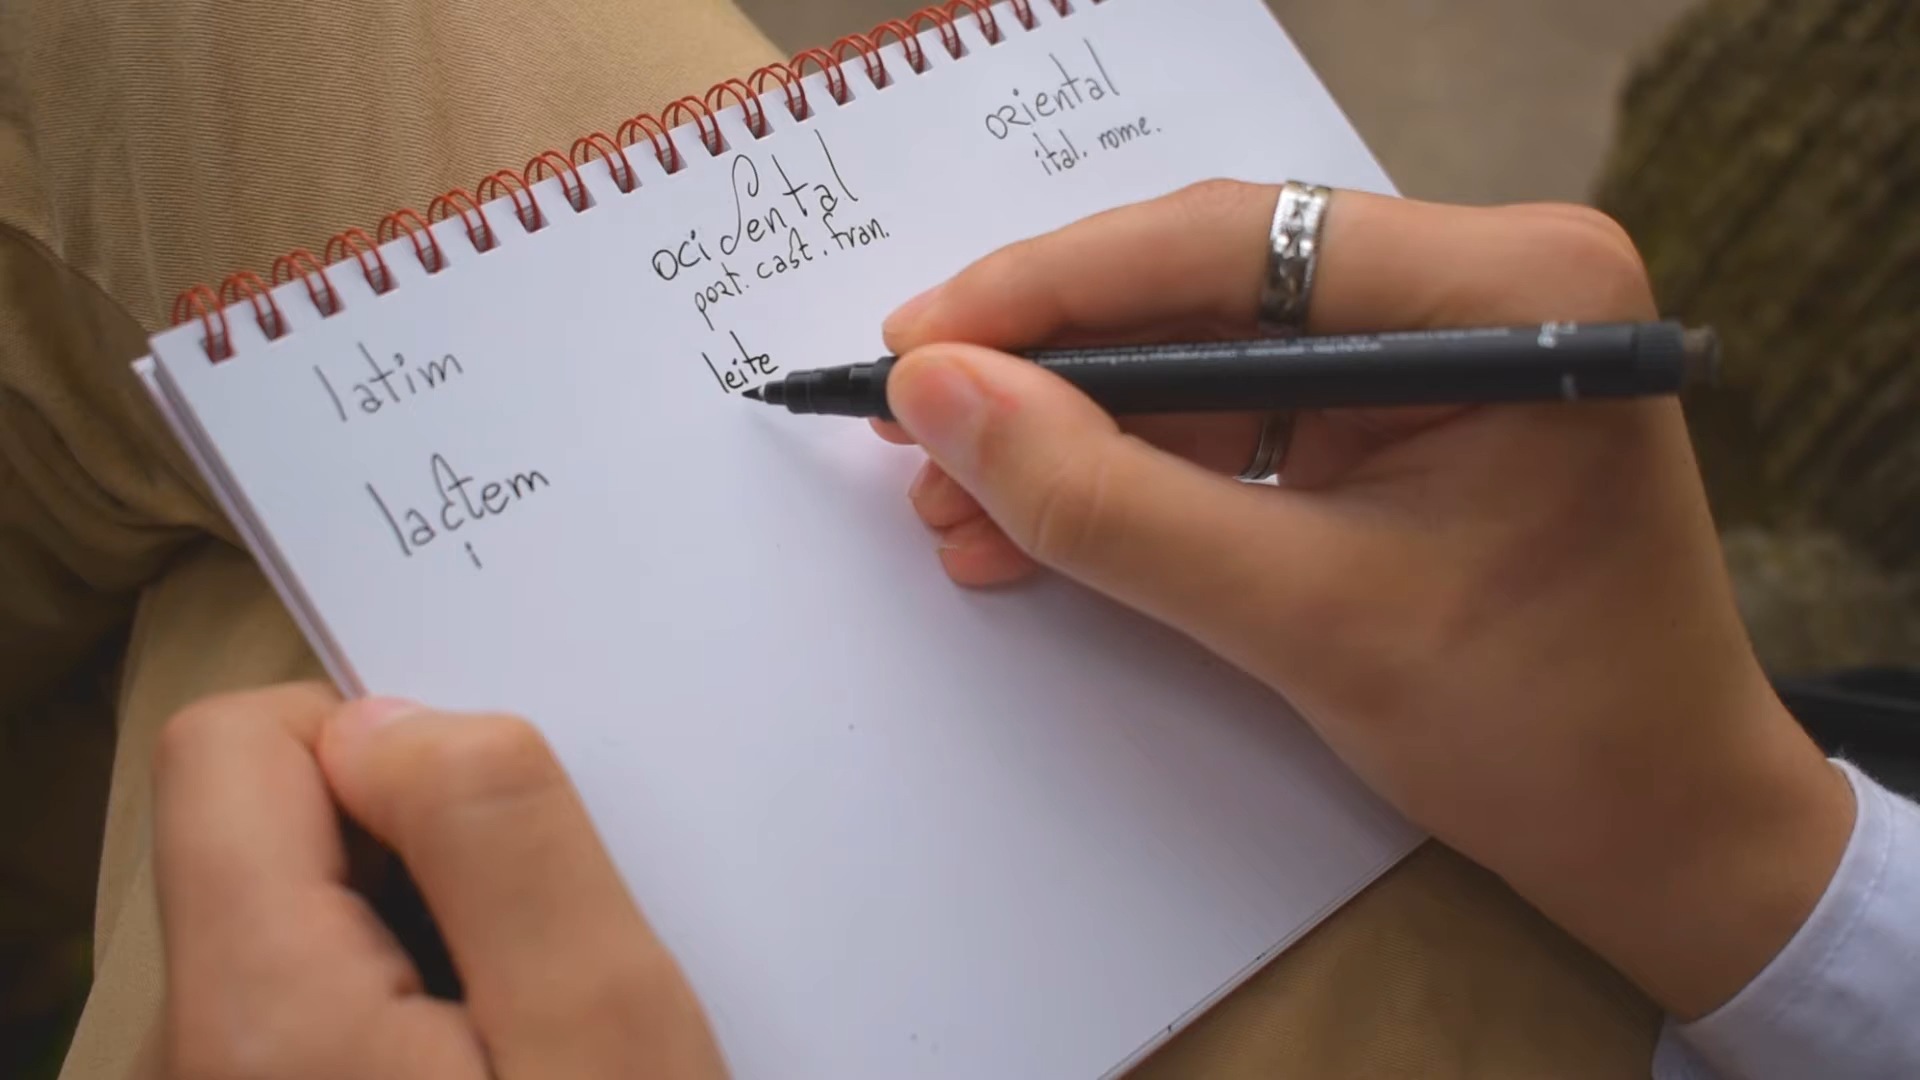 latim
lactem
i
ocidental
port. cast. fran.
leite
oriental
ital. rome.